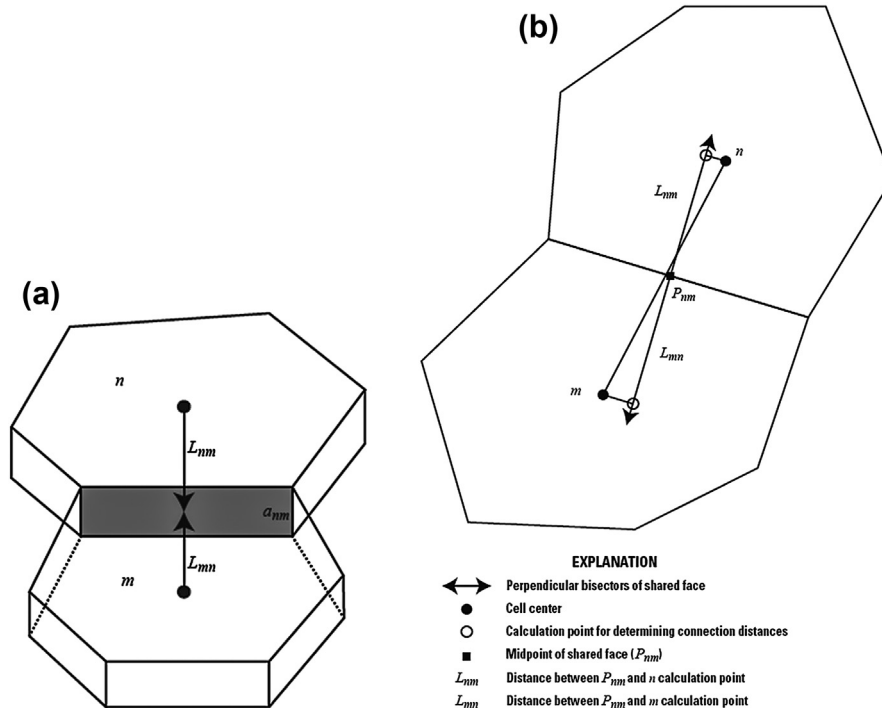 (a)
n
Lnm
anm
Lmn
m
(b)
n
Lnm
Pnm
Lmn
m
EXPLANATION
Perpendicular bisectors of shared face
Cell center
Calculation point for determining connection distances
Midpoint of shared face (Pnm)
Lnm Distance between Pnm and n calculation point
Lmn Distance between Pnm and m calculation point